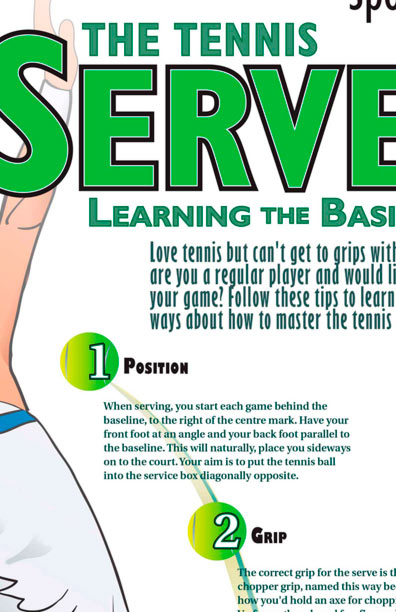 spo
THE TENNIS
SERVE
LEARNING THE BASI
Love tennis but can't get to grips wit
are you a regular player and would li
your game? Follow these tips to learn
ways about how to master the tennis
1 POSITION
When serving, you start each game behind the
baseline, to the right of the centre mark. Have your
front foot at an angle and your back foot parallel to
the baseline. This will naturally, place you sideways
on to the court. Your aim is to put the tennis ball
into the service box diagonally opposite.
2 GRIP
The correct grip for the serve is th
chopper grip, named this way be
how you'd hold an axe for chopp